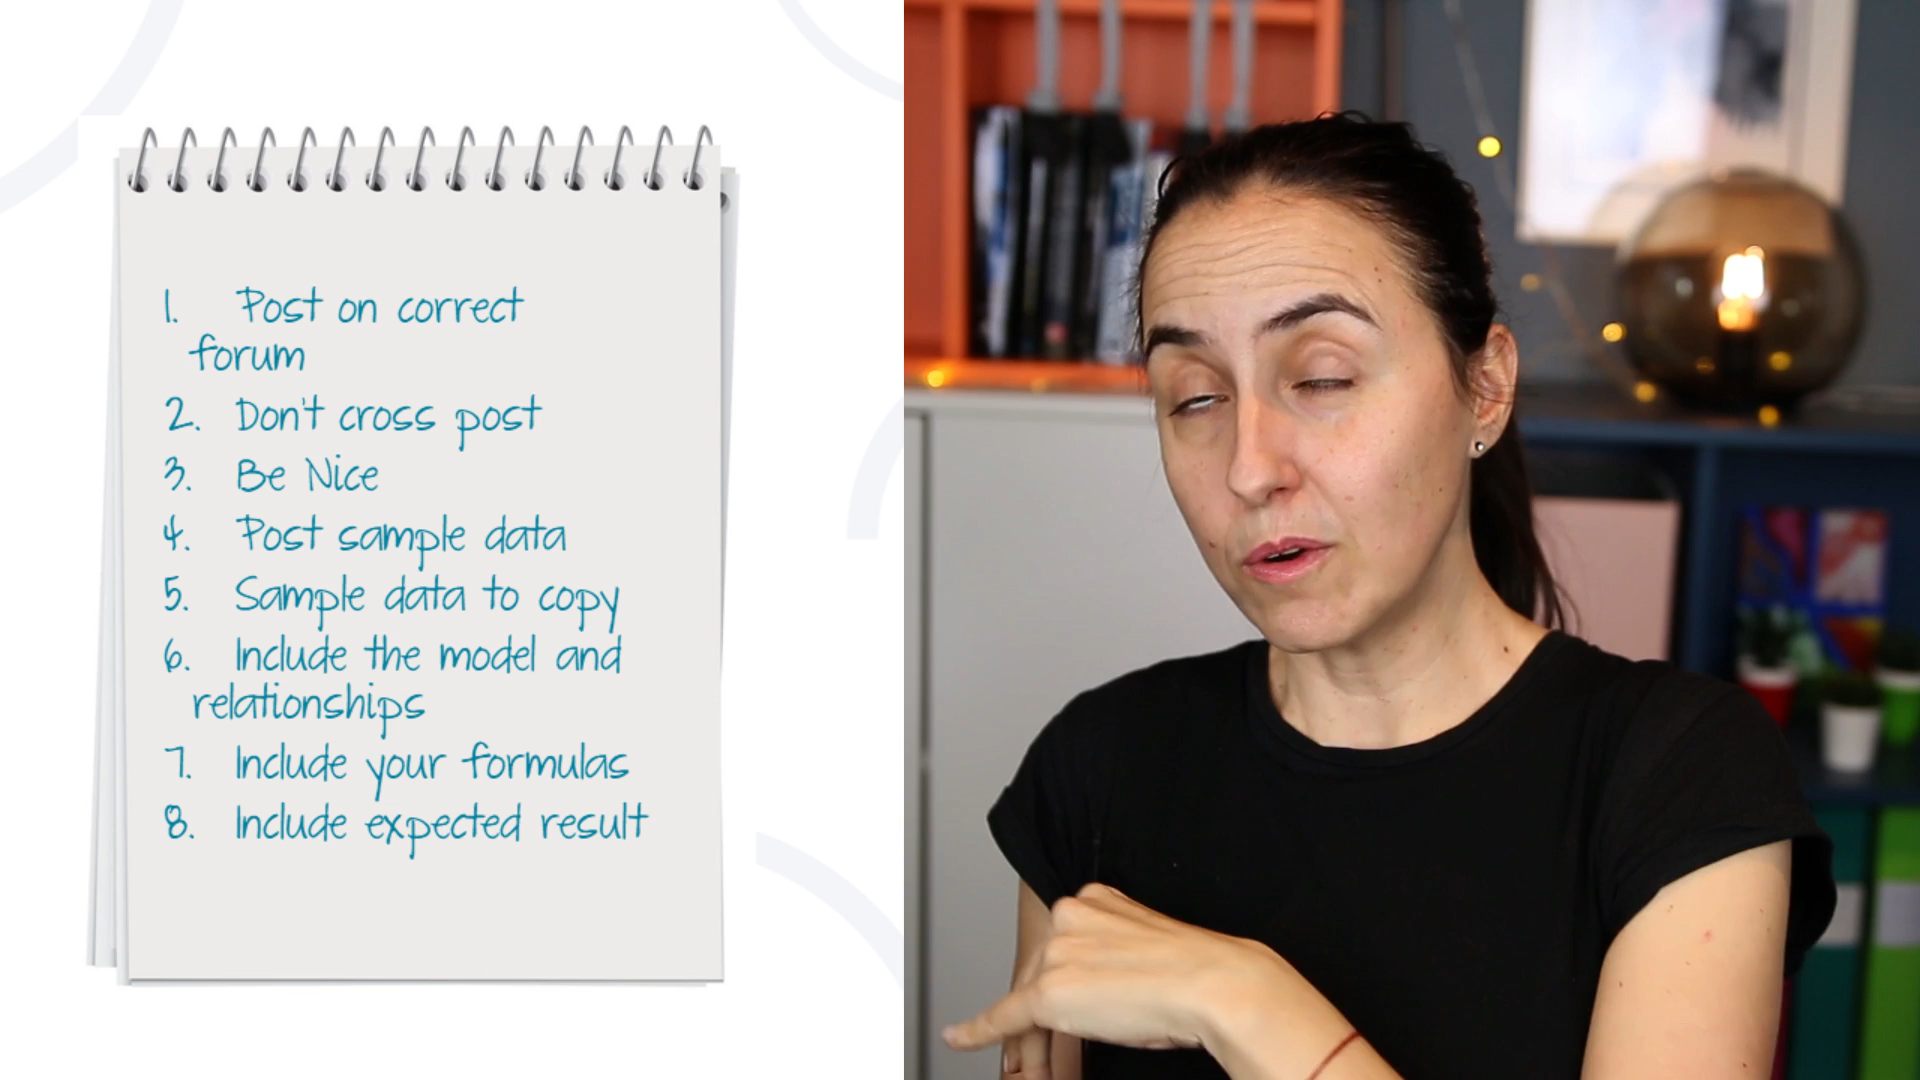 1. Post on correct
forum
2. Don't cross post
3. Be Nice
4. Post sample data
5. Sample data to copy
6. Include the model and
relationships
7. Include your formulas
8. Include expected result